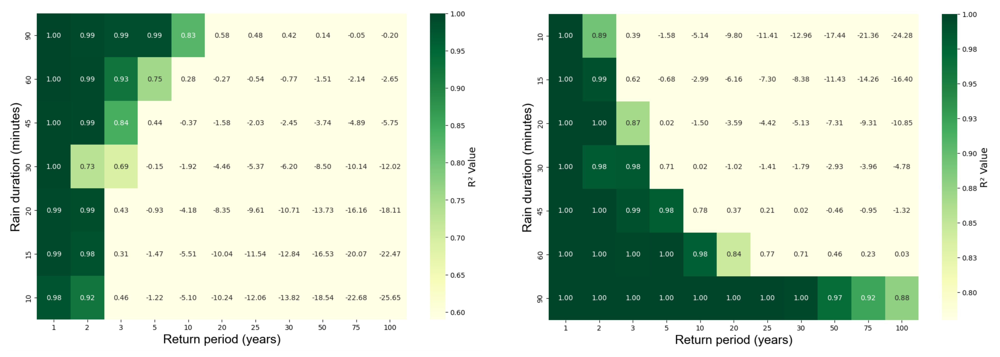 90 1.00 0.99 0.99 0.99 0.83 0.58 0.48 0.42 0.14 -0.05 -0.20
60 1.00 0.99 0.93 0.75 0.28 -0.27 -0.54 -0.77 -1.51 -2.14 -2.65
45 1.00 0.99 0.84 0.44 -0.37 -1.58 -2.03 -2.45 -3.74 -4.89 -5.75
30 1.00 0.73 0.69 -0.15 -1.92 -4.46 -5.37 -6.20 -8.50 -10.14 -12.02
20 0.99 0.99 0.43 -0.93 -4.18 -8.35 -9.61 -10.71 -13.73 -16.16 -18.11
15 0.99 0.98 0.31 -1.47 -5.51 -10.04 -11.54 -12.84 -16.53 -20.07 -22.47
10 0.98 0.92 0.46 -1.22 -5.10 -10.24 -12.06 -13.82 -18.54 -22.68 -25.65
1 2 3 5 10 20 25 30 50 75 100
Return period (years)
Rain duration (minutes)
1.00
0.95
0.90
0.85
0.80
0.75
0.70
0.65
0.60
R² Value
10 1.00 0.89 0.39 -1.58 -5.14 -9.80 -11.41 -12.96 -17.44 -21.36 -24.28
15 1.00 0.99 0.62 -0.68 -2.99 -6.16 -7.30 -8.38 -11.43 -14.26 -16.40
20 1.00 1.00 0.87 0.02 -1.50 -3.59 -4.42 -5.13 -7.31 -9.31 -10.85
30 1.00 0.98 0.98 0.71 0.02 -1.02 -1.41 -1.79 -2.93 -3.96 -4.78
45 1.00 1.00 0.99 0.98 0.78 0.37 0.21 0.02 -0.46 -0.95 -1.32
60 1.00 1.00 1.00 1.00 0.98 0.84 0.77 0.71 0.46 0.23 0.03
90 1.00 1.00 1.00 1.00 1.00 1.00 1.00 1.00 0.97 0.92 0.88
1 2 3 5 10 20 25 30 50 75 100
Return period (years)
Rain duration (minutes)
1.00
0.98
0.95
0.93
0.90
0.88
0.85
0.83
0.80
R² Value